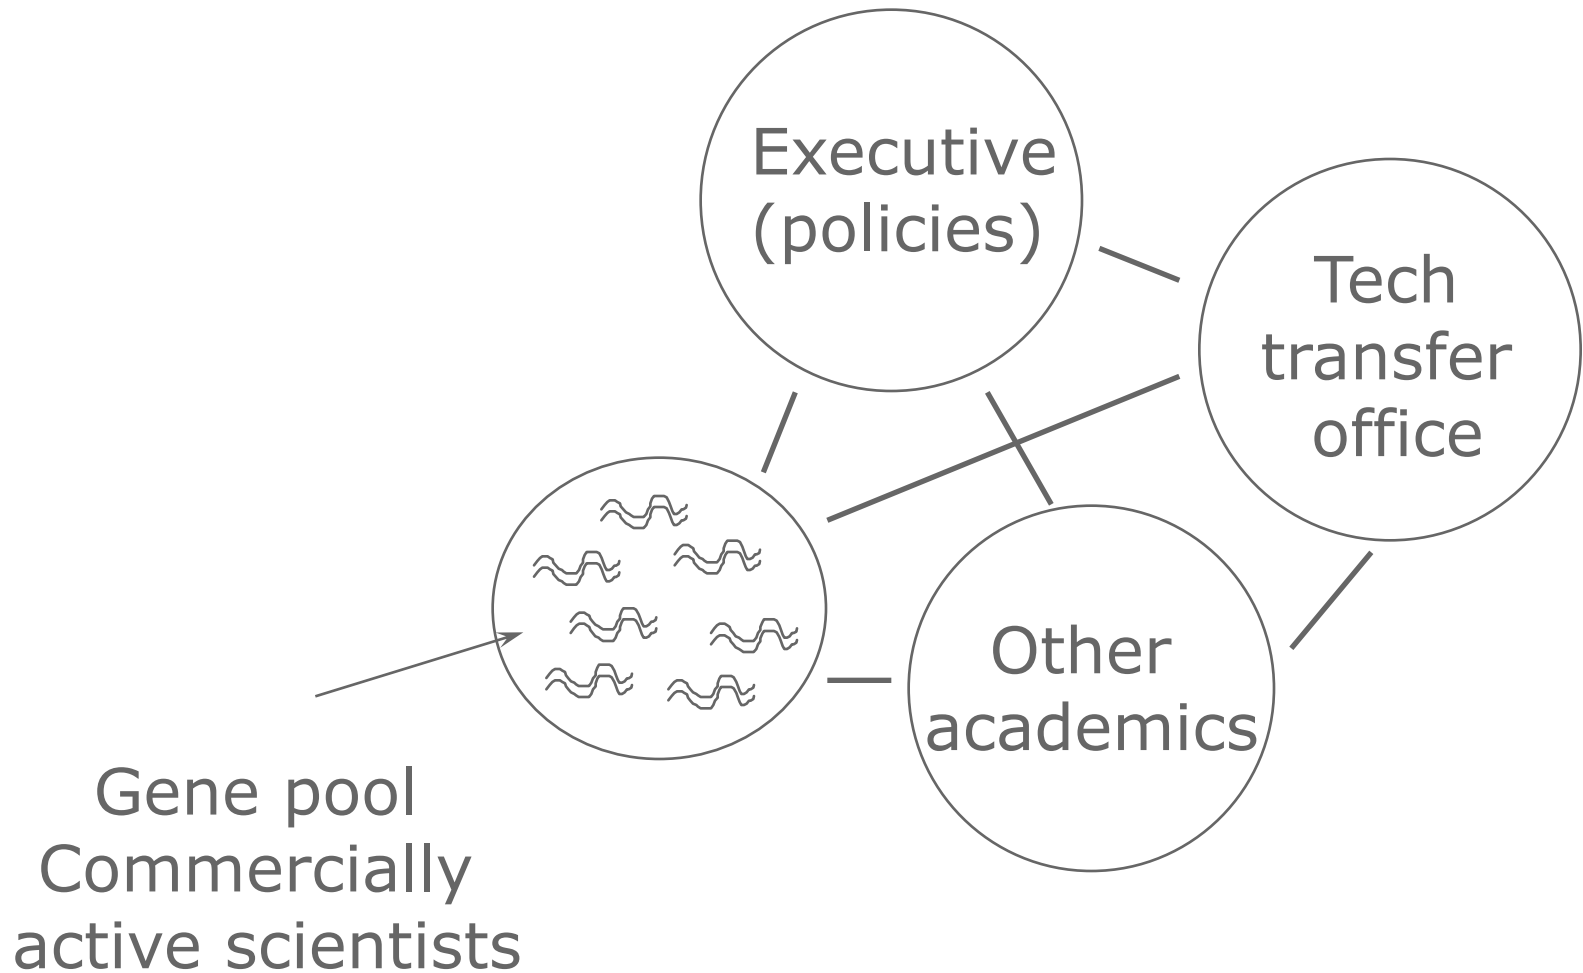 Executive
(policies)
Tech
transfer
office
Other
academics
Gene pool
Commercially
active scientists